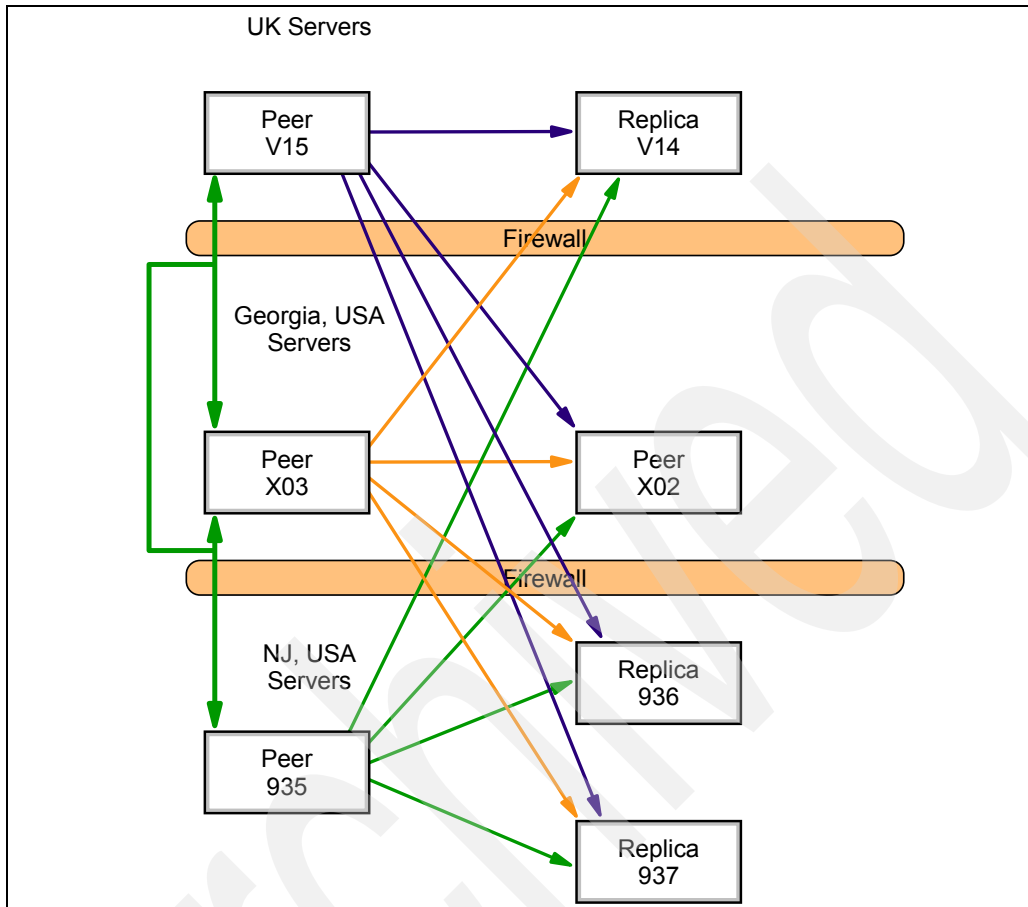 UK Servers
Peer
V15
Replica
V14
Firewall
Georgia, USA
Servers
Peer
X03
Peer
X02
Firewall
NJ, USA
Servers
Replica
936
Peer
935
Replica
937